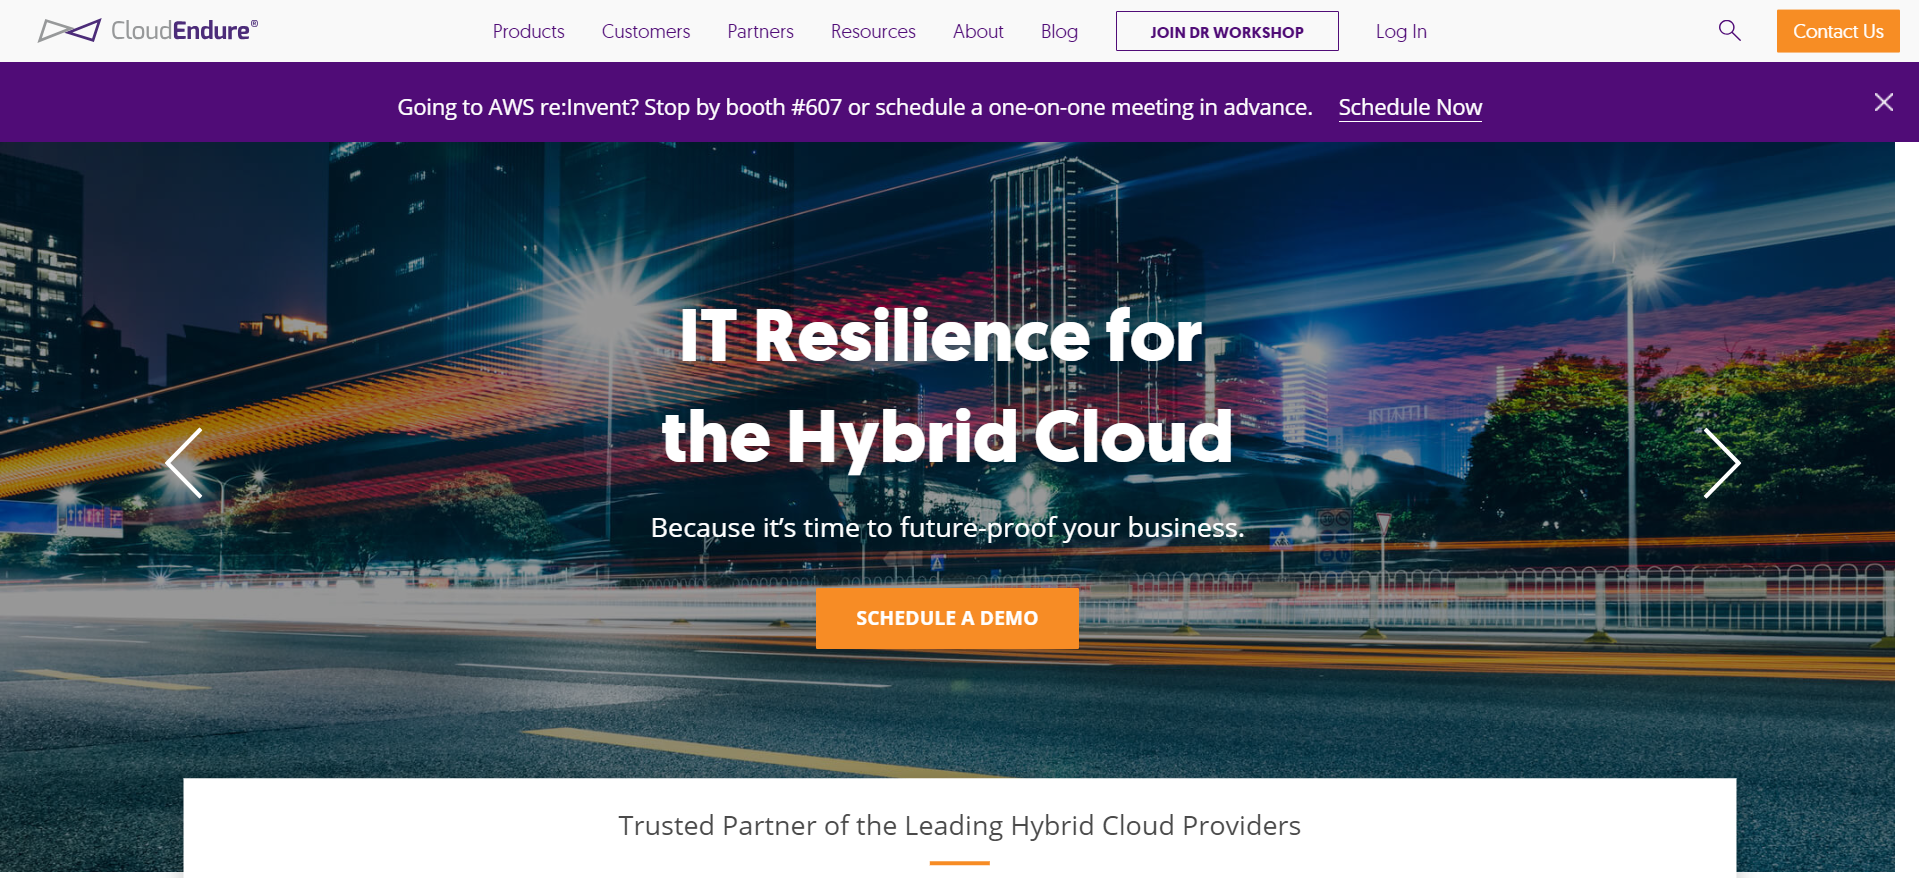 CloudEndure®
Products
Customers
Partners
Resources
About
Blog
JOIN DR WORKSHOP
Log In
Contact Us
Going to AWS re:Invent? Stop by booth #607 or schedule a one-on-one meeting in advance. Schedule Now
IT Resilience for
the Hybrid Cloud
Because it’s time to future-proof your business.
SCHEDULE A DEMO
Trusted Partner of the Leading Hybrid Cloud Providers